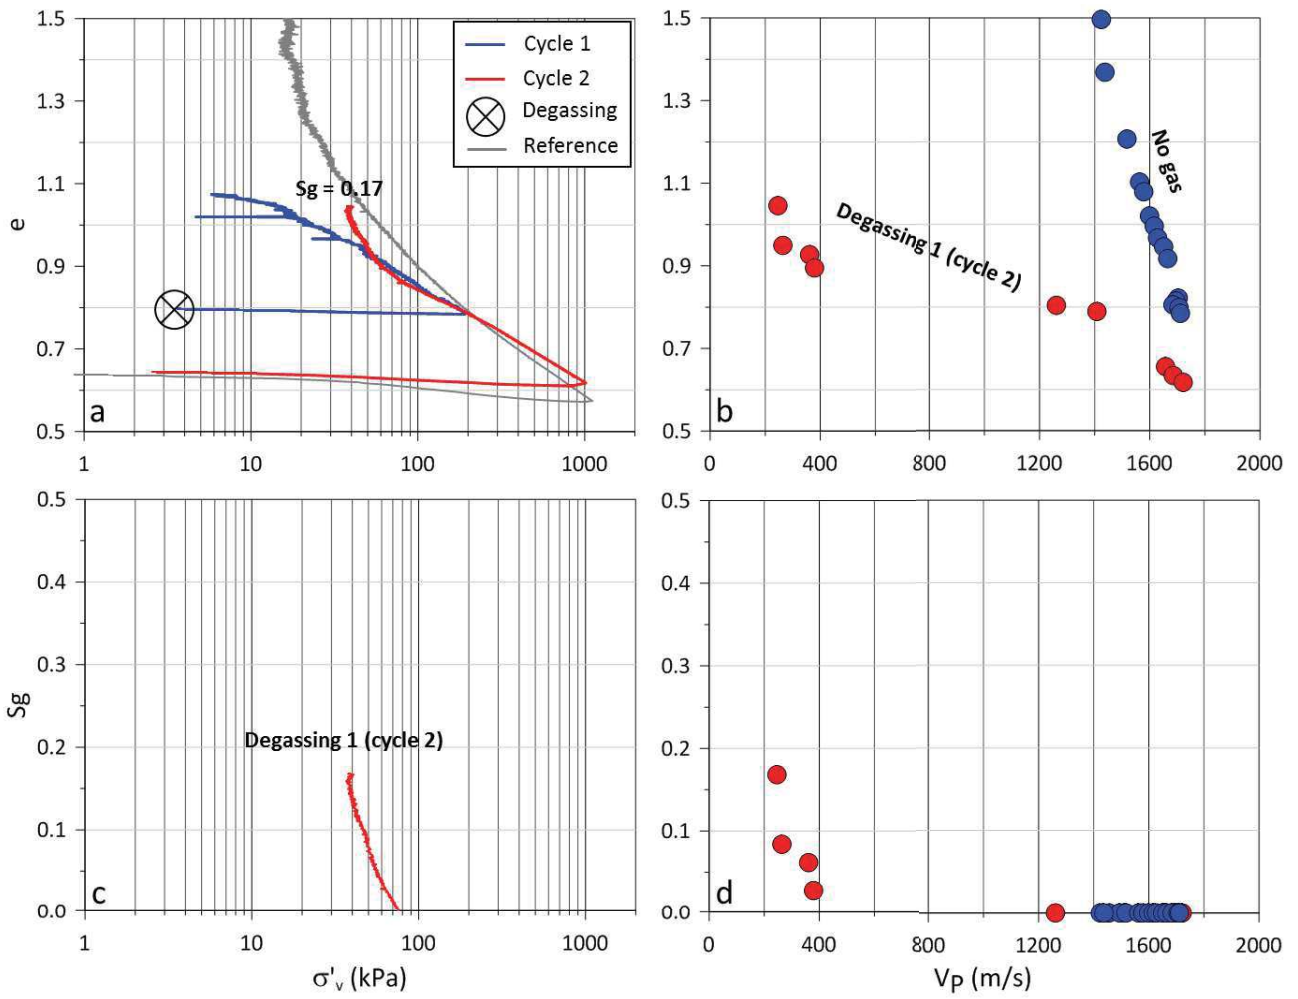 1.5
1.3
1.1
0.9
0.7
0.5
e
Cycle 1
Cycle 2
Degassing
Reference
Sg = 0.17
a
1
10
100
1000
1.5
1.3
1.1
0.9
0.7
0.5
No gas
Degassing 1 (cycle 2)
b
0
400
800
1200
1600
2000
0.5
0.4
0.3
0.2
0.1
0.0
Sg
Degassing 1 (cycle 2)
c
1
10
100
1000
σ'v (kPa)
0.5
0.4
0.3
0.2
0.1
0.0
d
0
400
800
1200
1600
2000
VP (m/s)